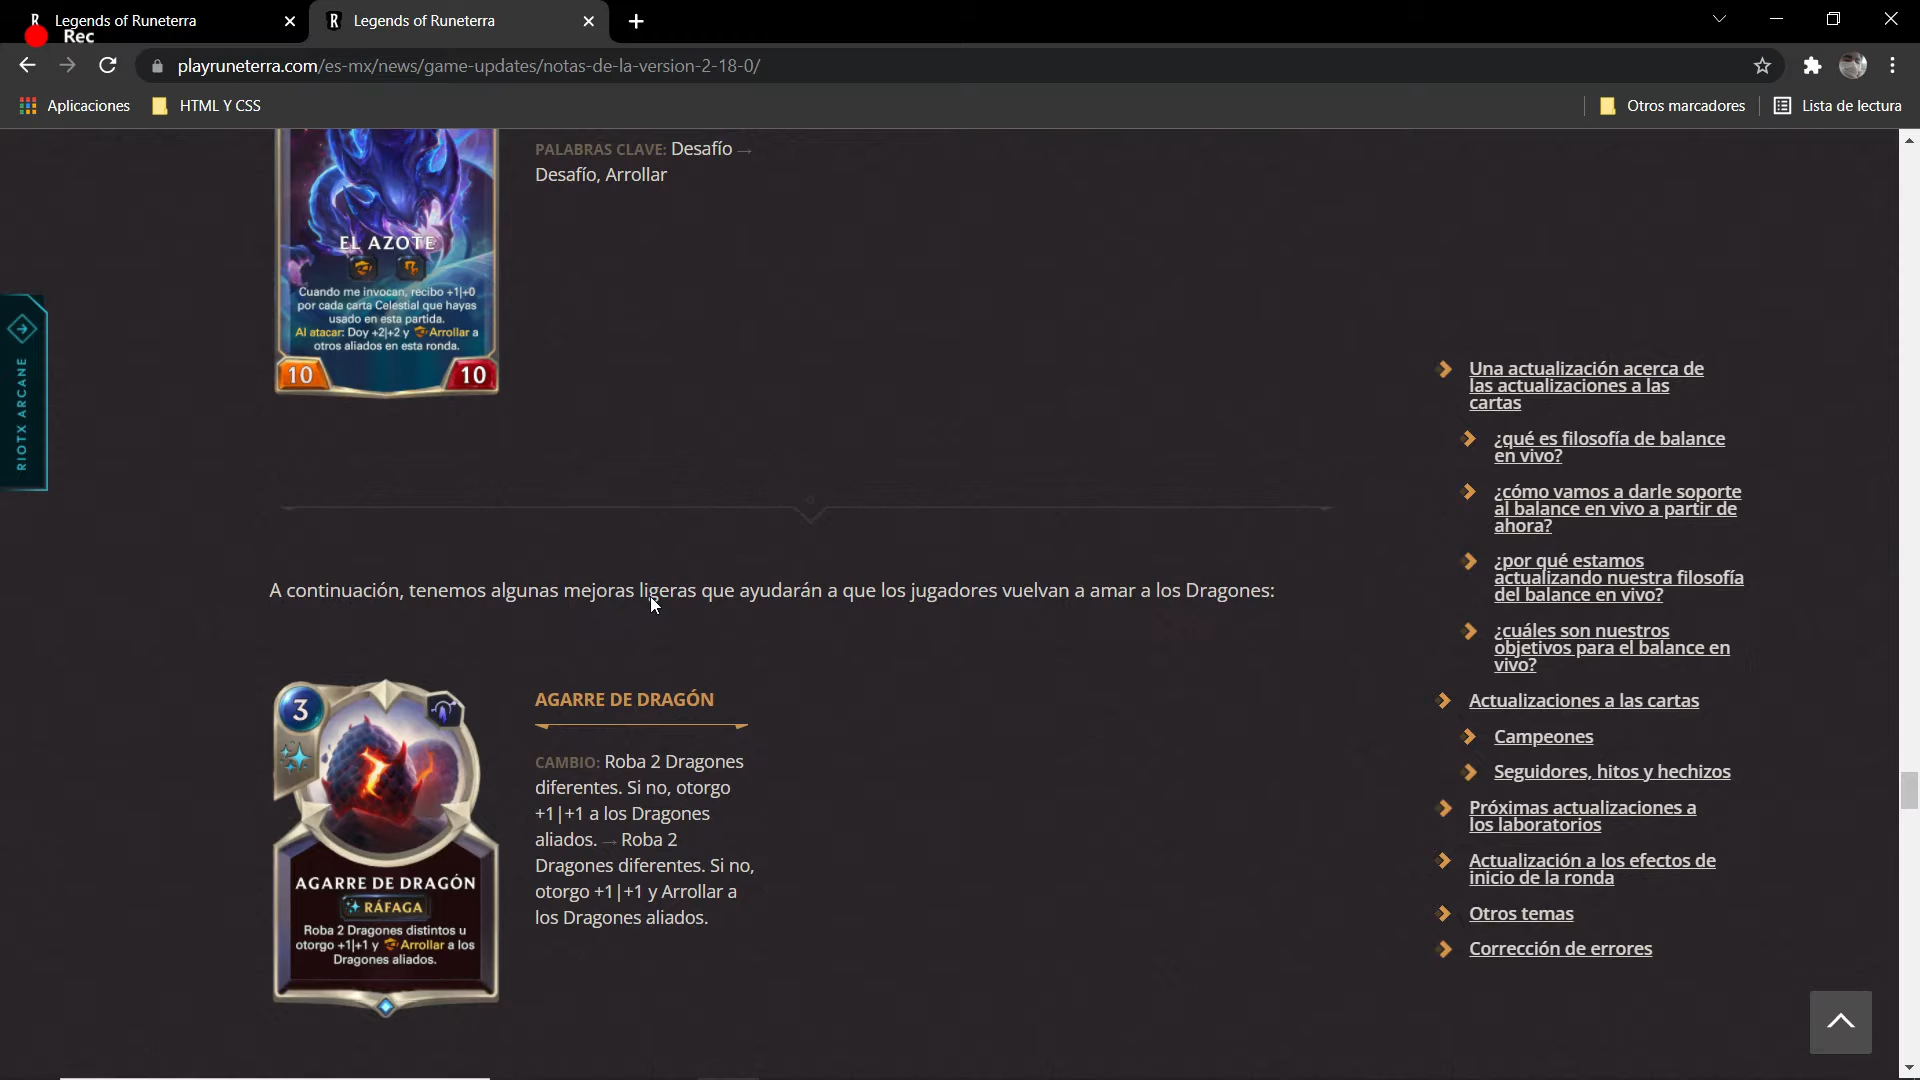 Legends of Runeterra
Legends of Runeterra
Rec
playruneterra.com/es-mx/news/game-updates/notas-de-la-version-2-18-0/
Aplicaciones
HTML Y CSS
Otros marcadores
Lista de lectura
RIOTX ARCANE
EL AZOTE
Cuando me invocan, recibo +1|+0
por cada carta Celestial que hayas
usado en esta partida.
Al atacar: Doy +2|+2 y Arrollar a
otros aliados en esta ronda.
10
10
PALABRAS CLAVE: Desafío →
Desafío, Arrollar
A continuación, tenemos algunas mejoras ligeras que ayudarán a que los jugadores vuelvan a amar a los Dragones:
3
AGARRE DE DRAGÓN
RÁFAGA
Roba 2 Dragones distintos u
otorgo +1|+1 y Arrollar a los
Dragones aliados.
AGARRE DE DRAGÓN
CAMBIO: Roba 2 Dragones
diferentes. Si no, otorgo
+1|+1 a los Dragones
aliados. → Roba 2
Dragones diferentes. Si no,
otorgo +1|+1 y Arrollar a
los Dragones aliados.
Una actualización acerca de
las actualizaciones a las
cartas
¿qué es filosofía de balance
en vivo?
¿cómo vamos a darle soporte
al balance en vivo a partir de
ahora?
¿por qué estamos
actualizando nuestra filosofía
del balance en vivo?
¿cuáles son nuestros
objetivos para el balance en
vivo?
Actualizaciones a las cartas
Campeones
Seguidores, hitos y hechizos
Próximas actualizaciones a
los laboratorios
Actualización a los efectos de
inicio de la ronda
Otros temas
Corrección de errores